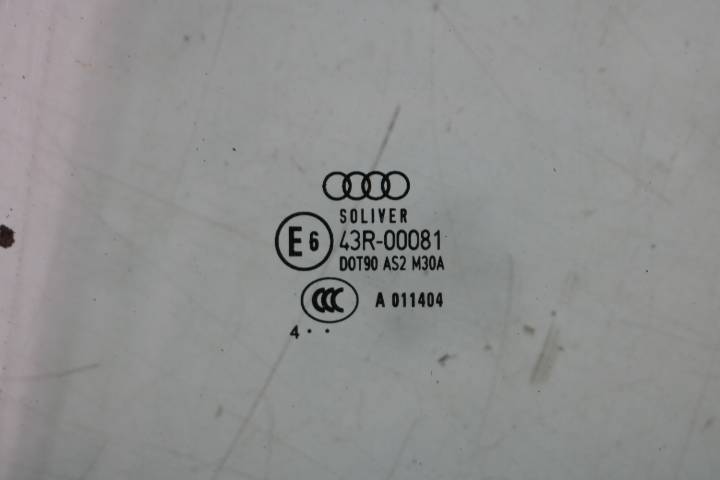 SOLIVER
E6 43R-00081
DOT90 AS2 M30A
CCC A 011404
4 · ·